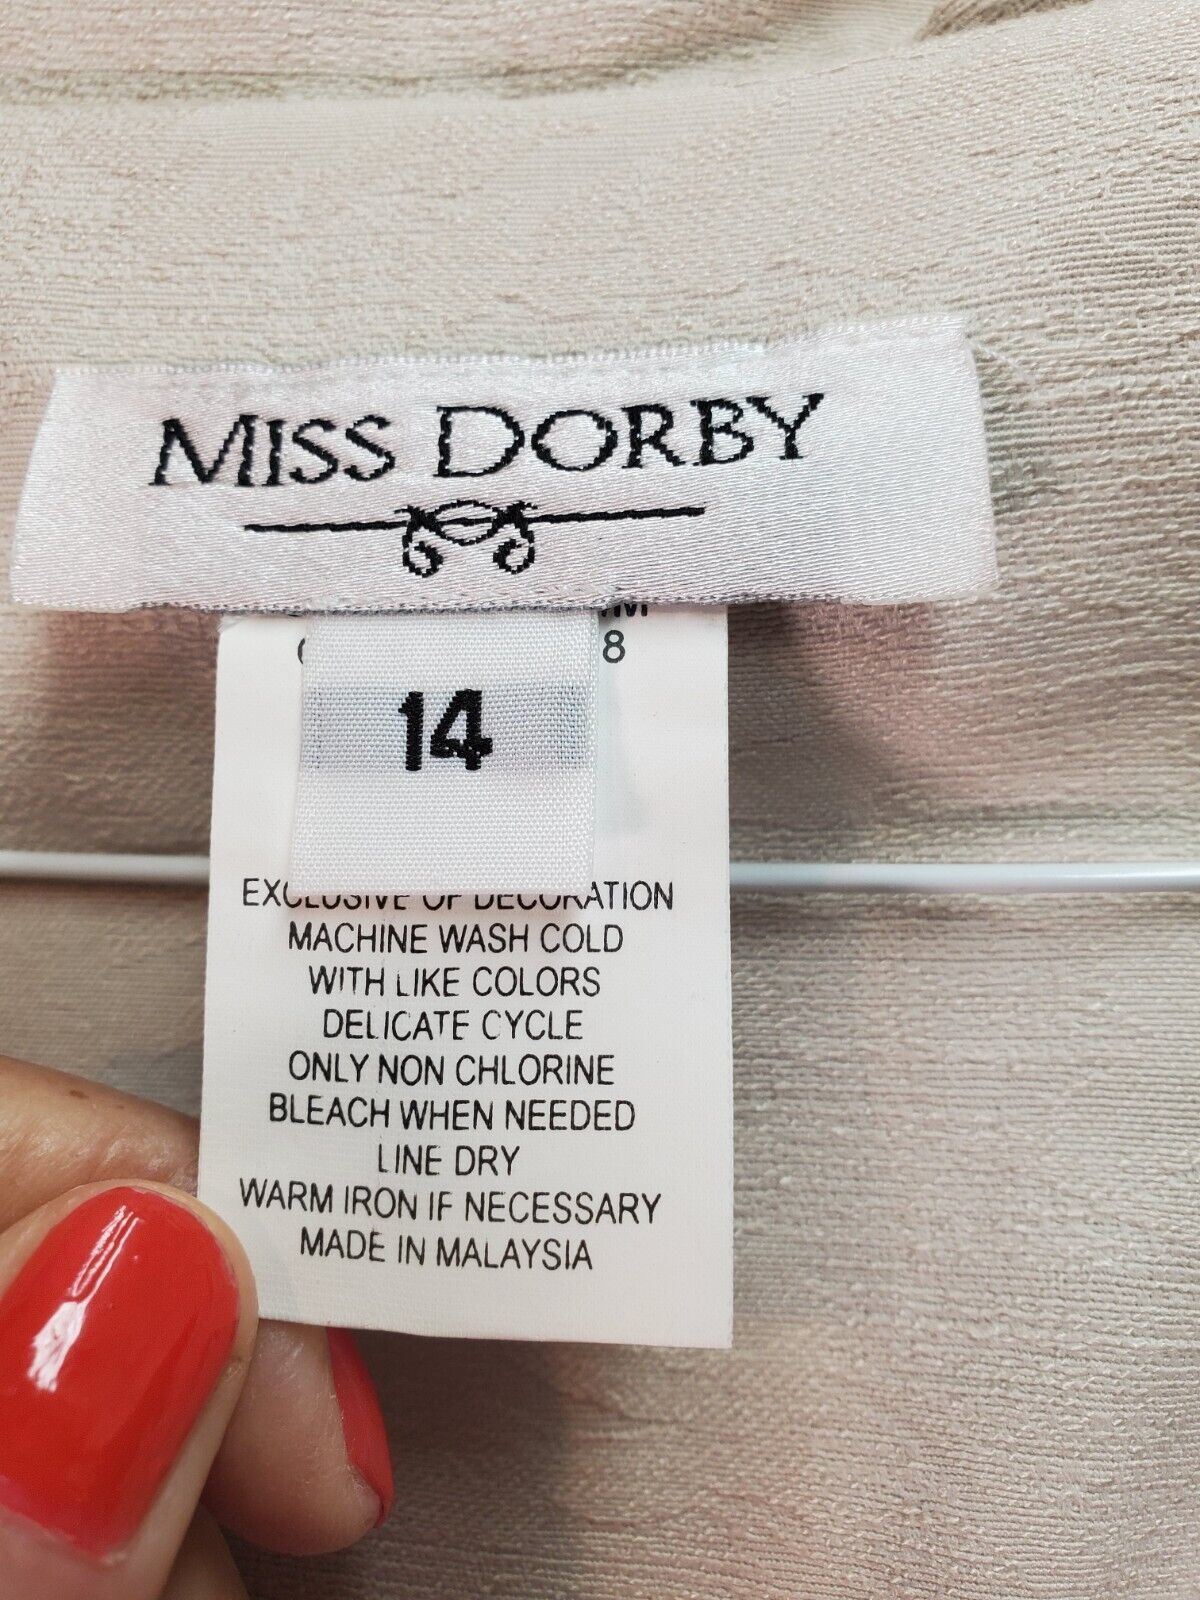 MISS DORBY
8
14
EXCLUSIVE OF DECORATION
MACHINE WASH COLD
WITH LIKE COLORS
DELICATE CYCLE
ONLY NON CHLORINE
BLEACH WHEN NEEDED
LINE DRY
WARM IRON IF NECESSARY
MADE IN MALAYSIA